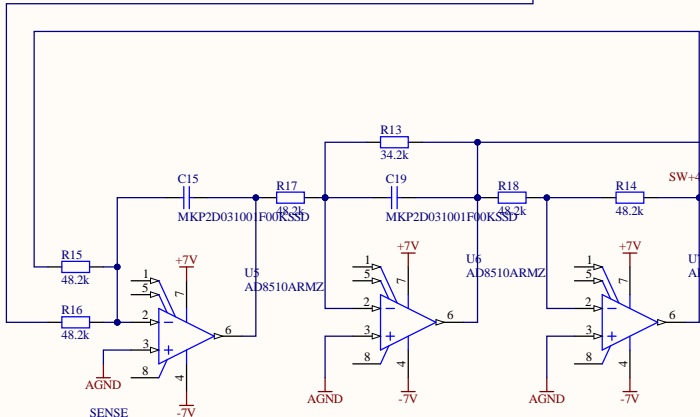 R13
34.2k
C15
MKP2D031001F00KSSD
R17
48.2k
C19
MKP2D031001F00KSSD
R18
48.2k
R14
48.2k
SW+4
R15
48.2k
R16
48.2k
+7V
1
5
7
2
3
6
8
4
-7V
AGND
U5
AD8510ARMZ
+7V
1
5
7
2
3
6
8
4
-7V
AGND
U6
AD8510ARMZ
+7V
1
5
7
2
3
6
8
4
-7V
AGND
SENSE